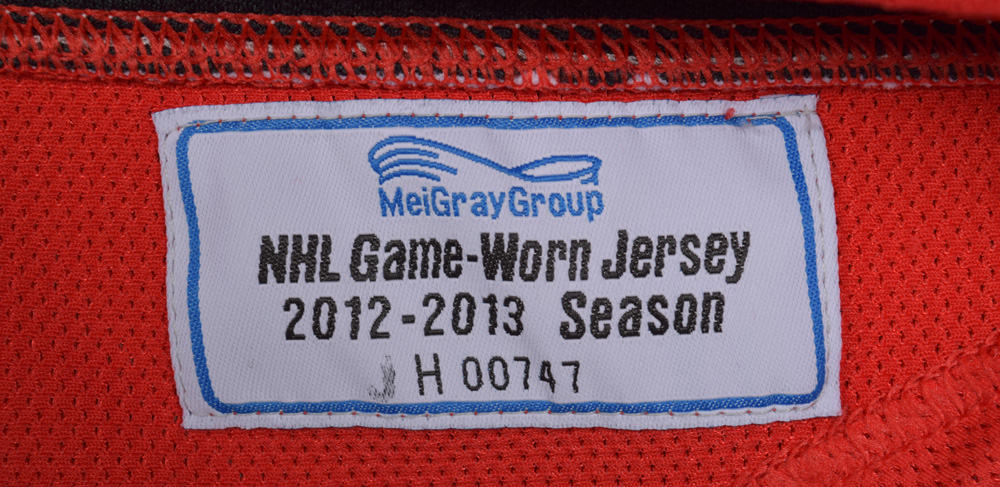 MeiGrayGroup
NHL Game-Worn Jersey
2012-2013 Season
J H 00747